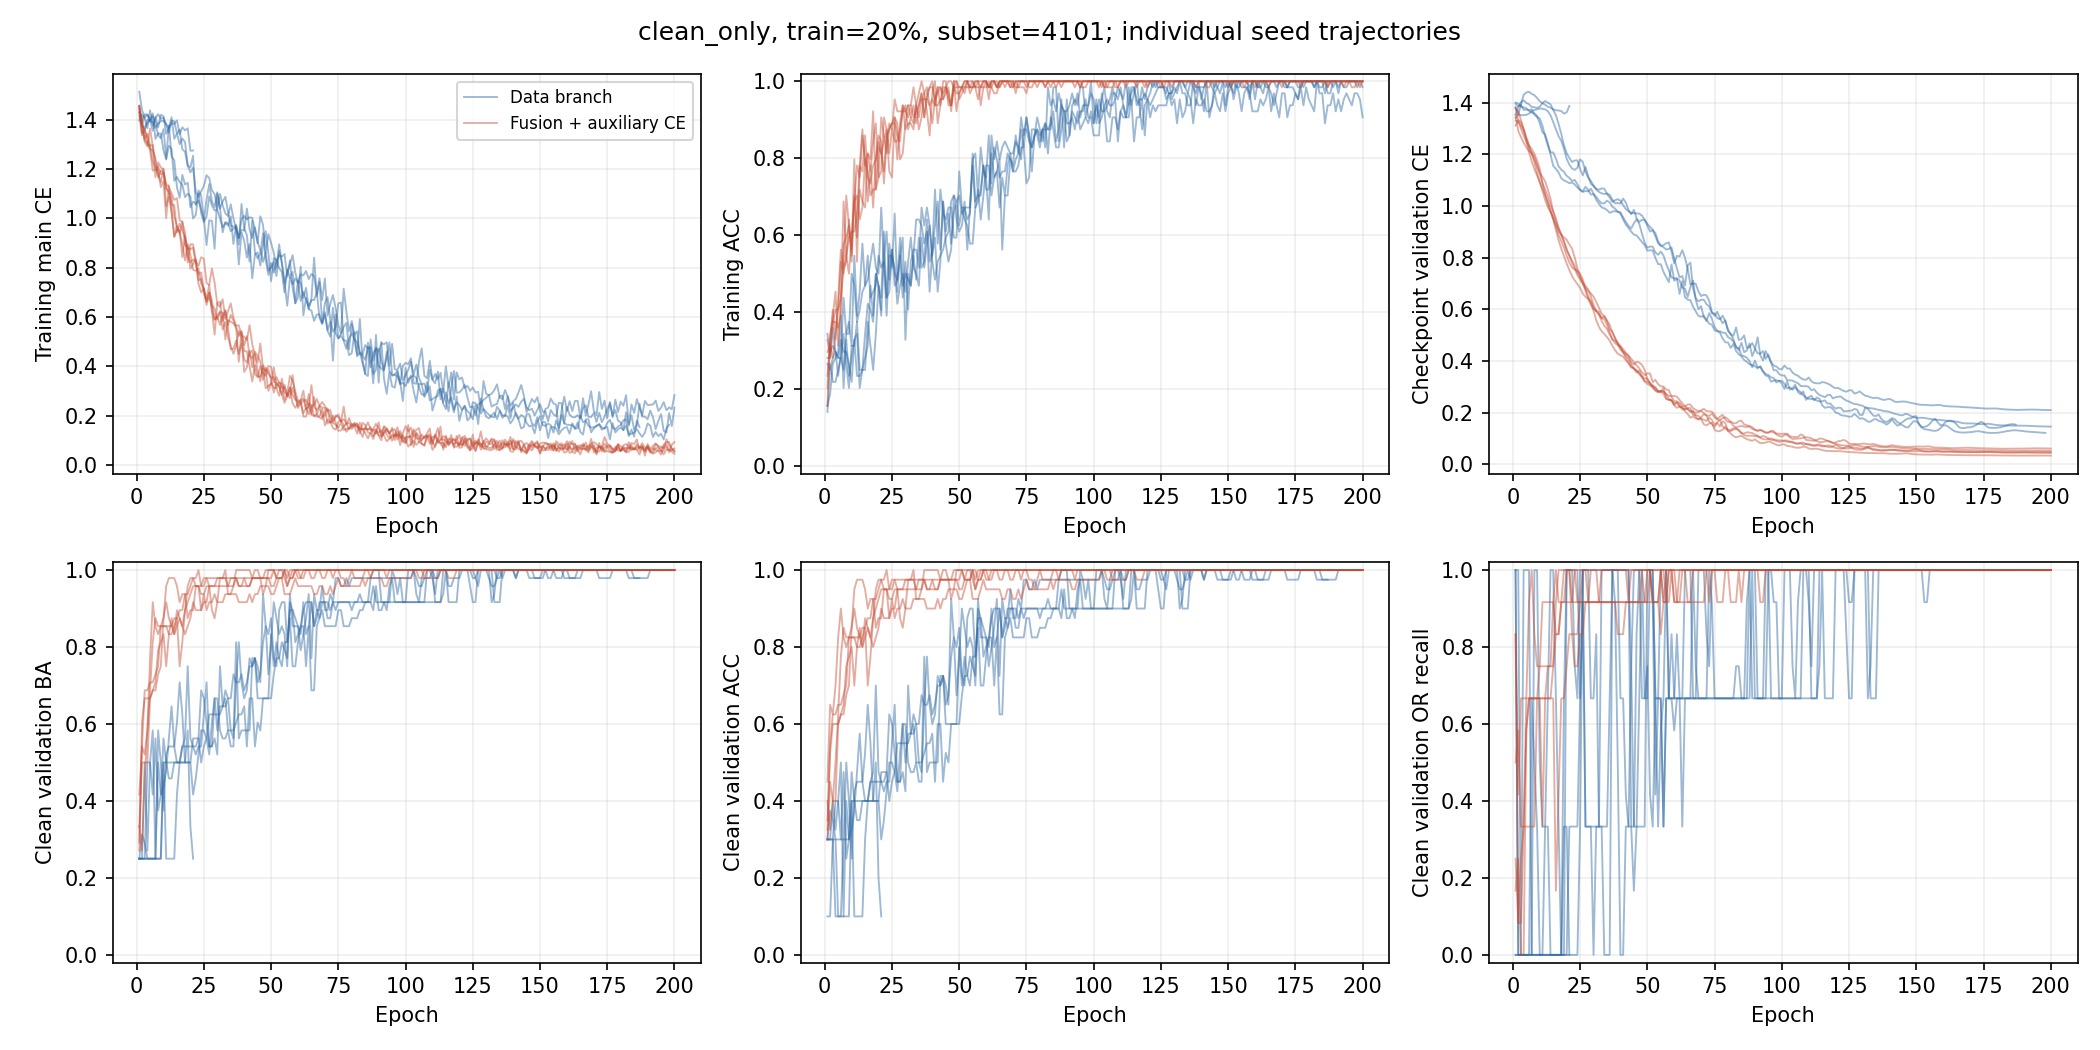 clean_only, train=20%, subset=4101; individual seed trajectories
Training main CE
1.4
1.2
1.0
0.8
0.6
0.4
0.2
0.0
Data branch
Fusion + auxiliary CE
0 25 50 75 100 125 150 175 200
Epoch
Training ACC
1.0
0.8
0.6
0.4
0.2
0.0
0 25 50 75 100 125 150 175 200
Epoch
Checkpoint validation CE
1.4
1.2
1.0
0.8
0.6
0.4
0.2
0.0
0 25 50 75 100 125 150 175 200
Epoch
Clean validation BA
1.0
0.8
0.6
0.4
0.2
0.0
0 25 50 75 100 125 150 175 200
Epoch
Clean validation ACC
1.0
0.8
0.6
0.4
0.2
0.0
0 25 50 75 100 125 150 175 200
Epoch
Clean validation OR recall
1.0
0.8
0.6
0.4
0.2
0.0
0 25 50 75 100 125 150 175 200
Epoch